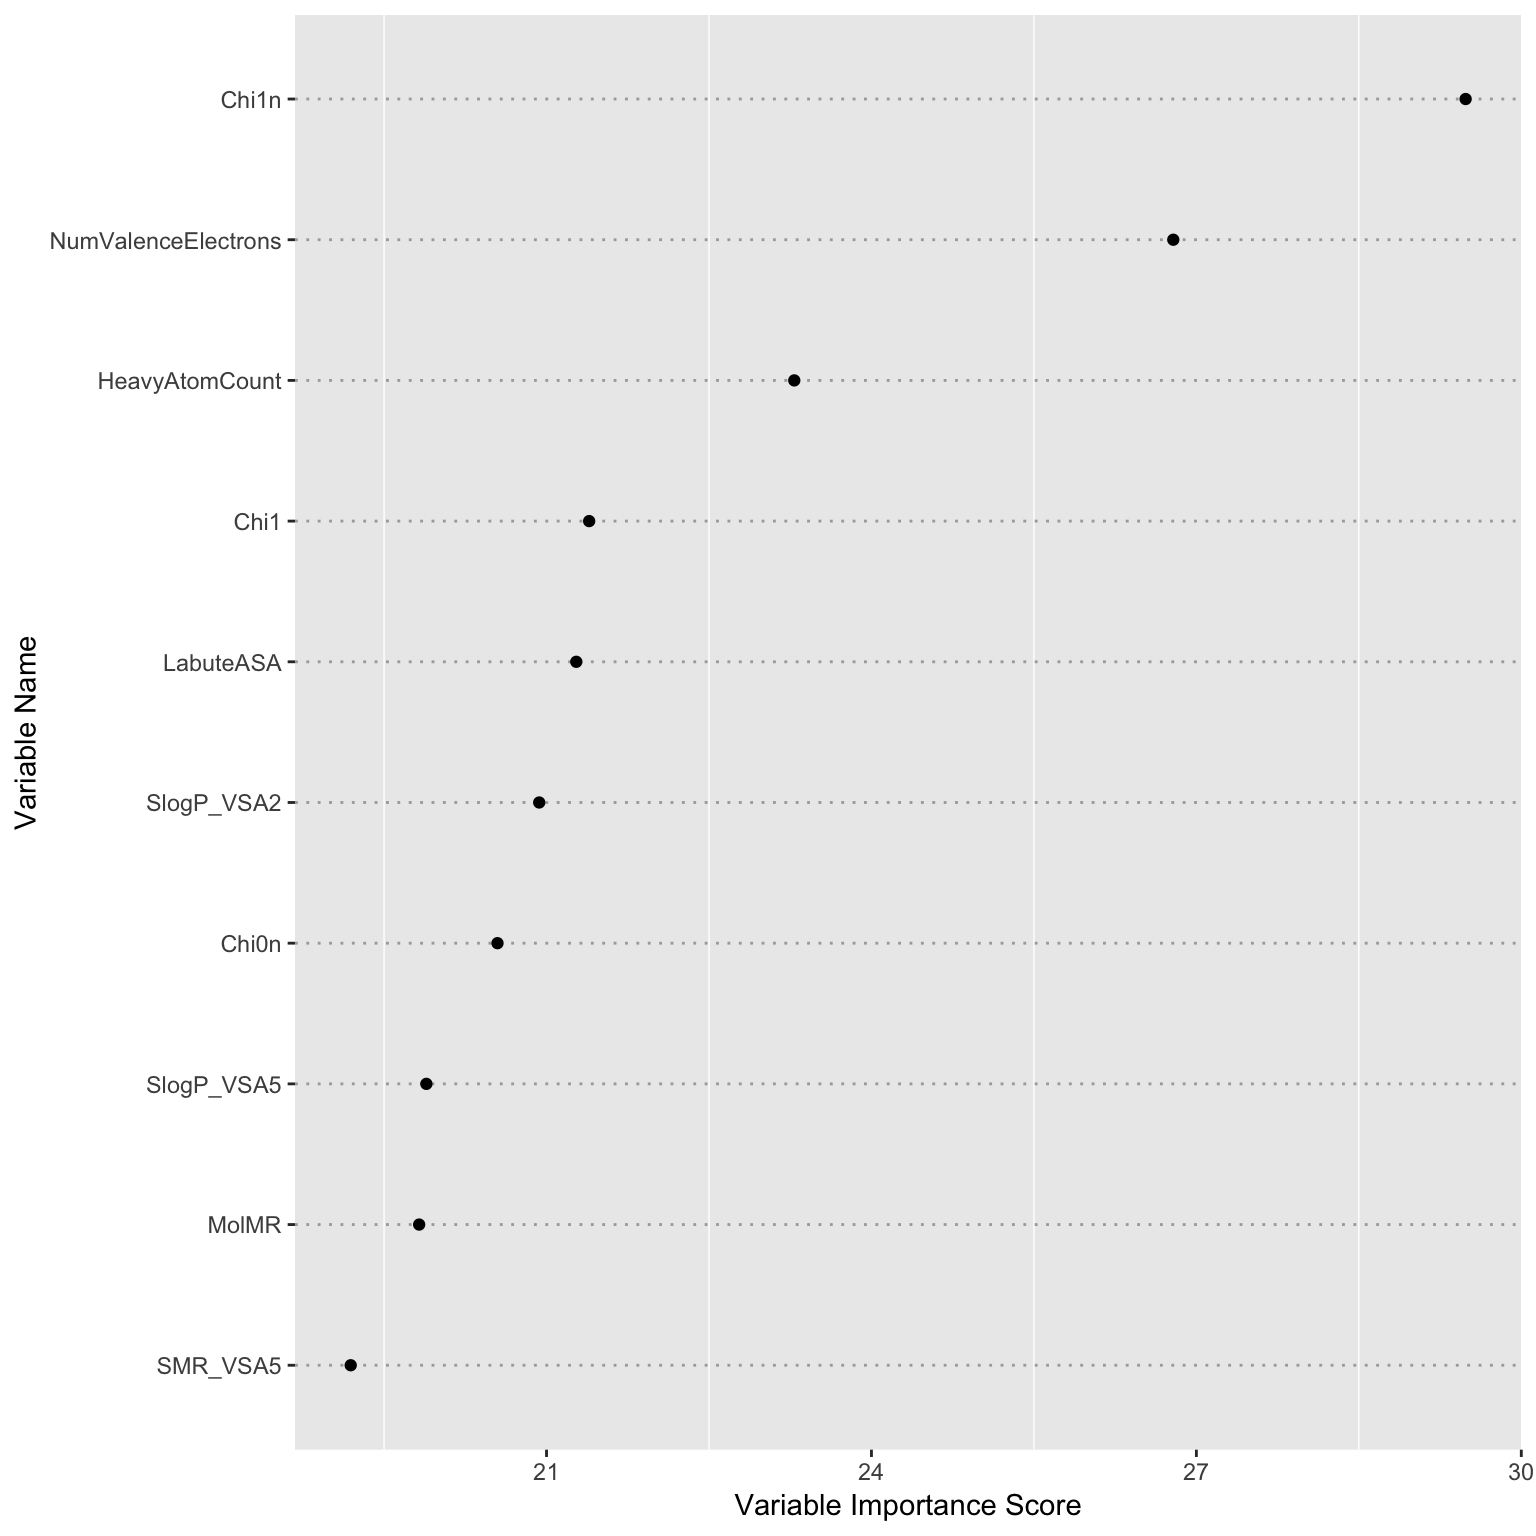 Chi1n
NumValenceElectrons
HeavyAtomCount
Chi1
LabuteASA
SlogP_VSA2
Chi0n
SlogP_VSA5
MolMR
SMR_VSA5
Variable Name
21 24 27 30
Variable Importance Score